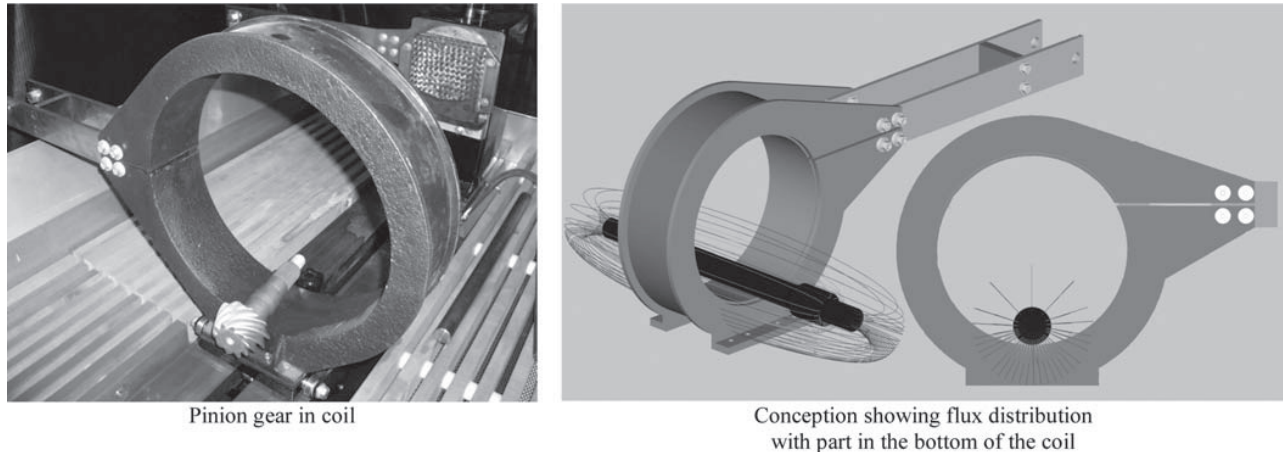 Pinion gear in coil
Conception showing flux distribution
with part in the bottom of the coil